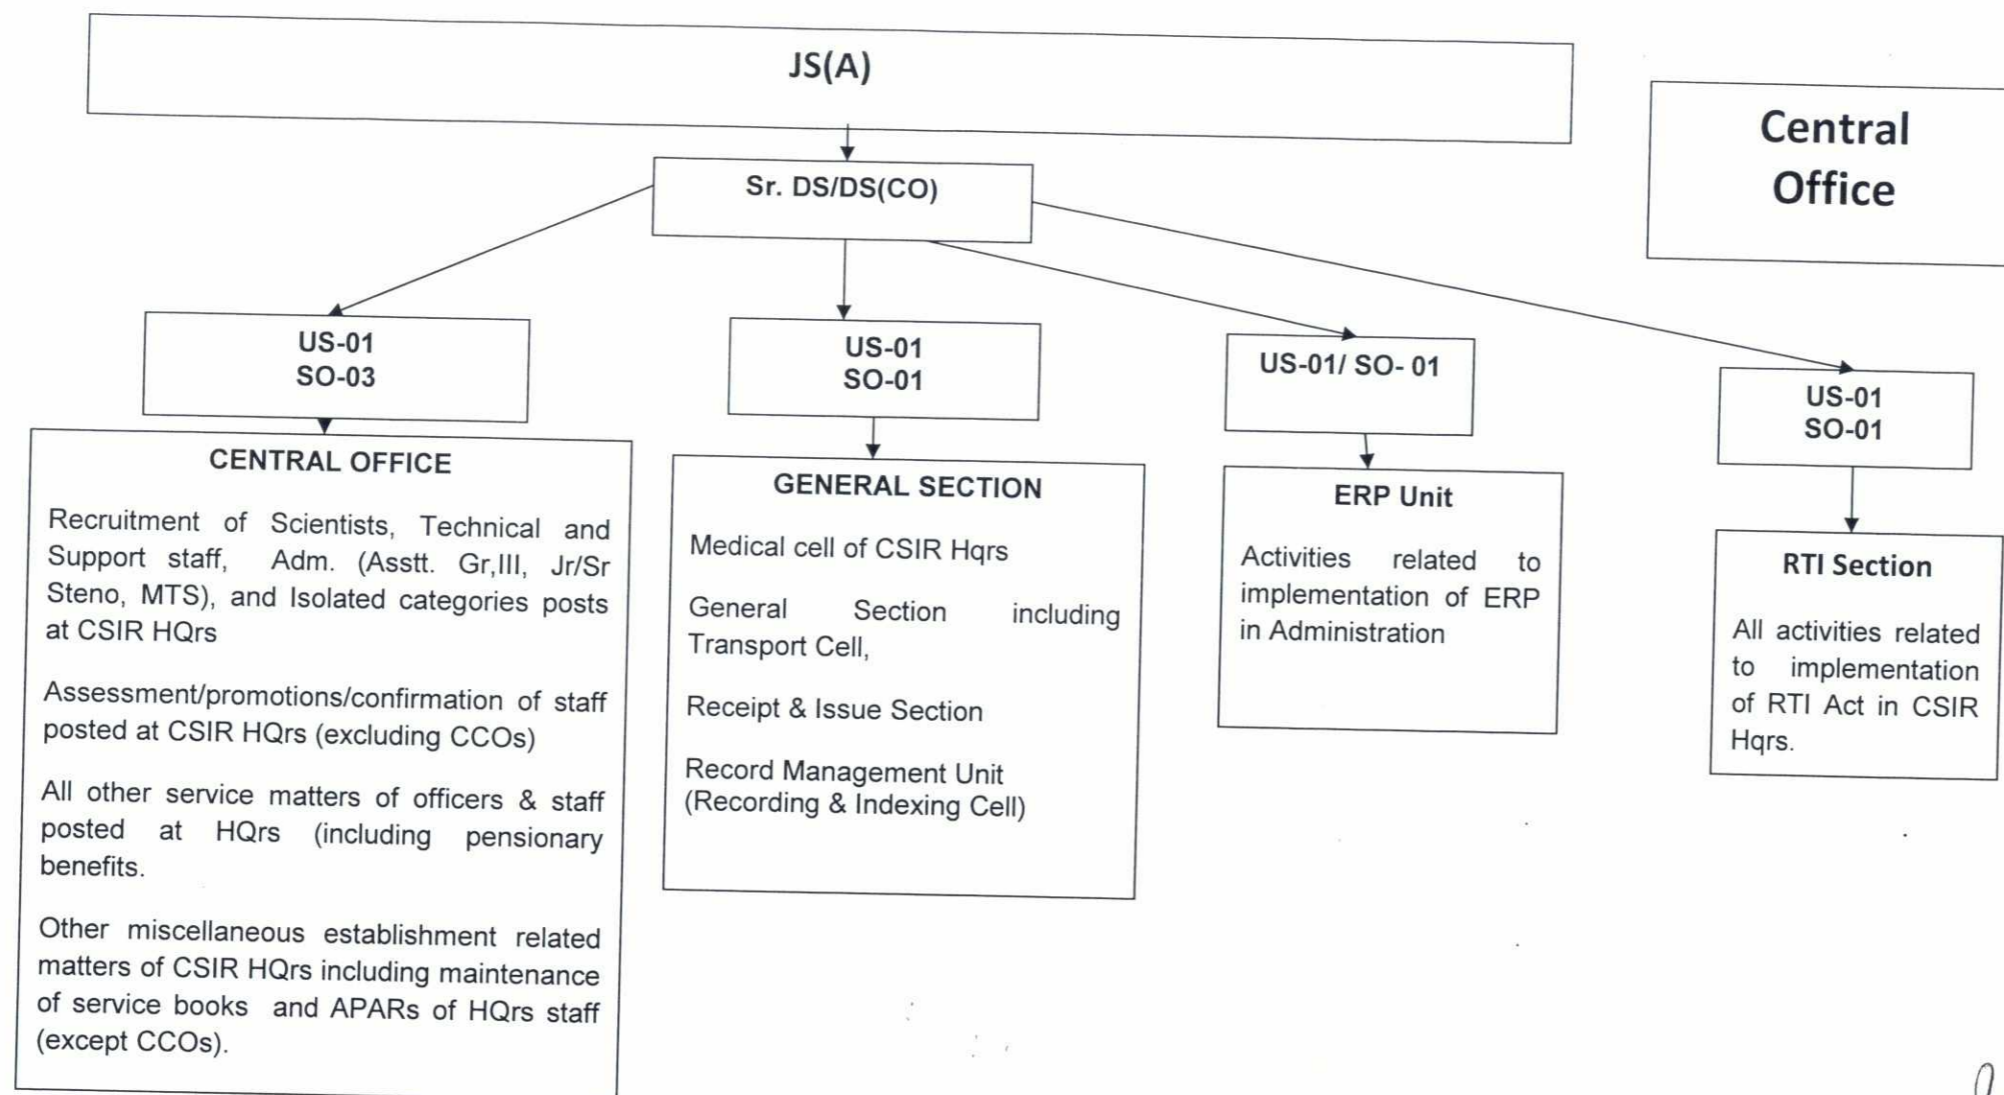 JS(A)
Central
Office
Sr. DS/DS(CO)
US-01
SO-03
US-01
SO-01
US-01/ SO- 01
US-01
SO-01
CENTRAL OFFICE
Recruitment of Scientists, Technical and
Support staff, Adm. (Asstt. Gr,III, Jr/Sr
Steno, MTS), and Isolated categories posts
at CSIR HQrs
Assessment/promotions/confirmation of staff
posted at CSIR HQrs (excluding CCOs)
All other service matters of officers & staff
posted at HQrs (including pensionary
benefits.
Other miscellaneous establishment related
matters of CSIR HQrs including maintenance
of service books and APARs of HQrs staff
(except CCOs).
GENERAL SECTION
Medical cell of CSIR Hqrs
General Section including
Transport Cell,
Receipt & Issue Section
Record Management Unit
(Recording & Indexing Cell)
ERP Unit
Activities related to
implementation of ERP
in Administration
RTI Section
All activities related
to implementation
of RTI Act in CSIR
Hqrs.